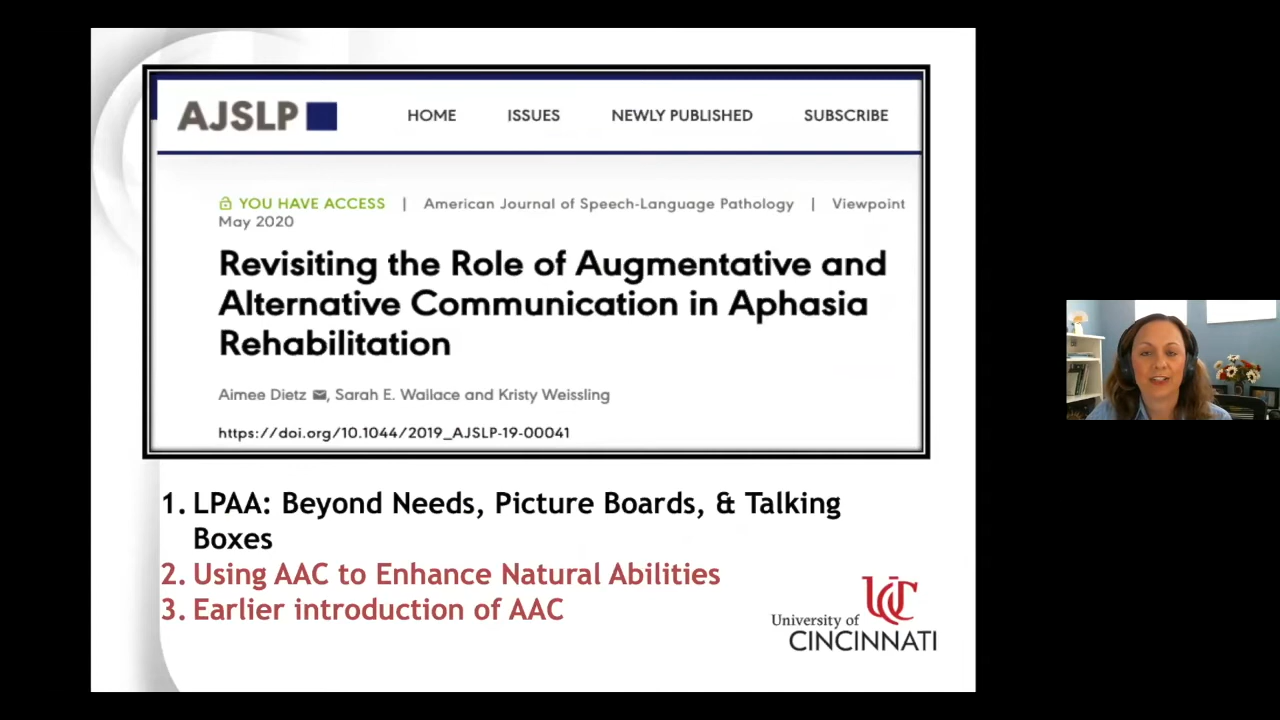 AJSLP
HOME ISSUES NEWLY PUBLISHED SUBSCRIBE
YOU HAVE ACCESS | American Journal of Speech-Language Pathology | Viewpoint
May 2020
Revisiting the Role of Augmentative and
Alternative Communication in Aphasia
Rehabilitation
Aimee Dietz, Sarah E. Wallace and Kristy Weissling
https://doi.org/10.1044/2019_AJSLP-19-00041
1. LPAA: Beyond Needs, Picture Boards, & Talking
Boxes
2. Using AAC to Enhance Natural Abilities
3. Earlier introduction of AAC
UC
University of
CINCINNATI